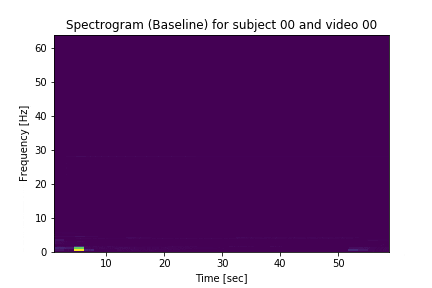 Spectrogram (Baseline) for subject 00 and video 00
60
50
40
30
20
10
0
Frequency [Hz]
10 20 30 40 50
Time [sec]